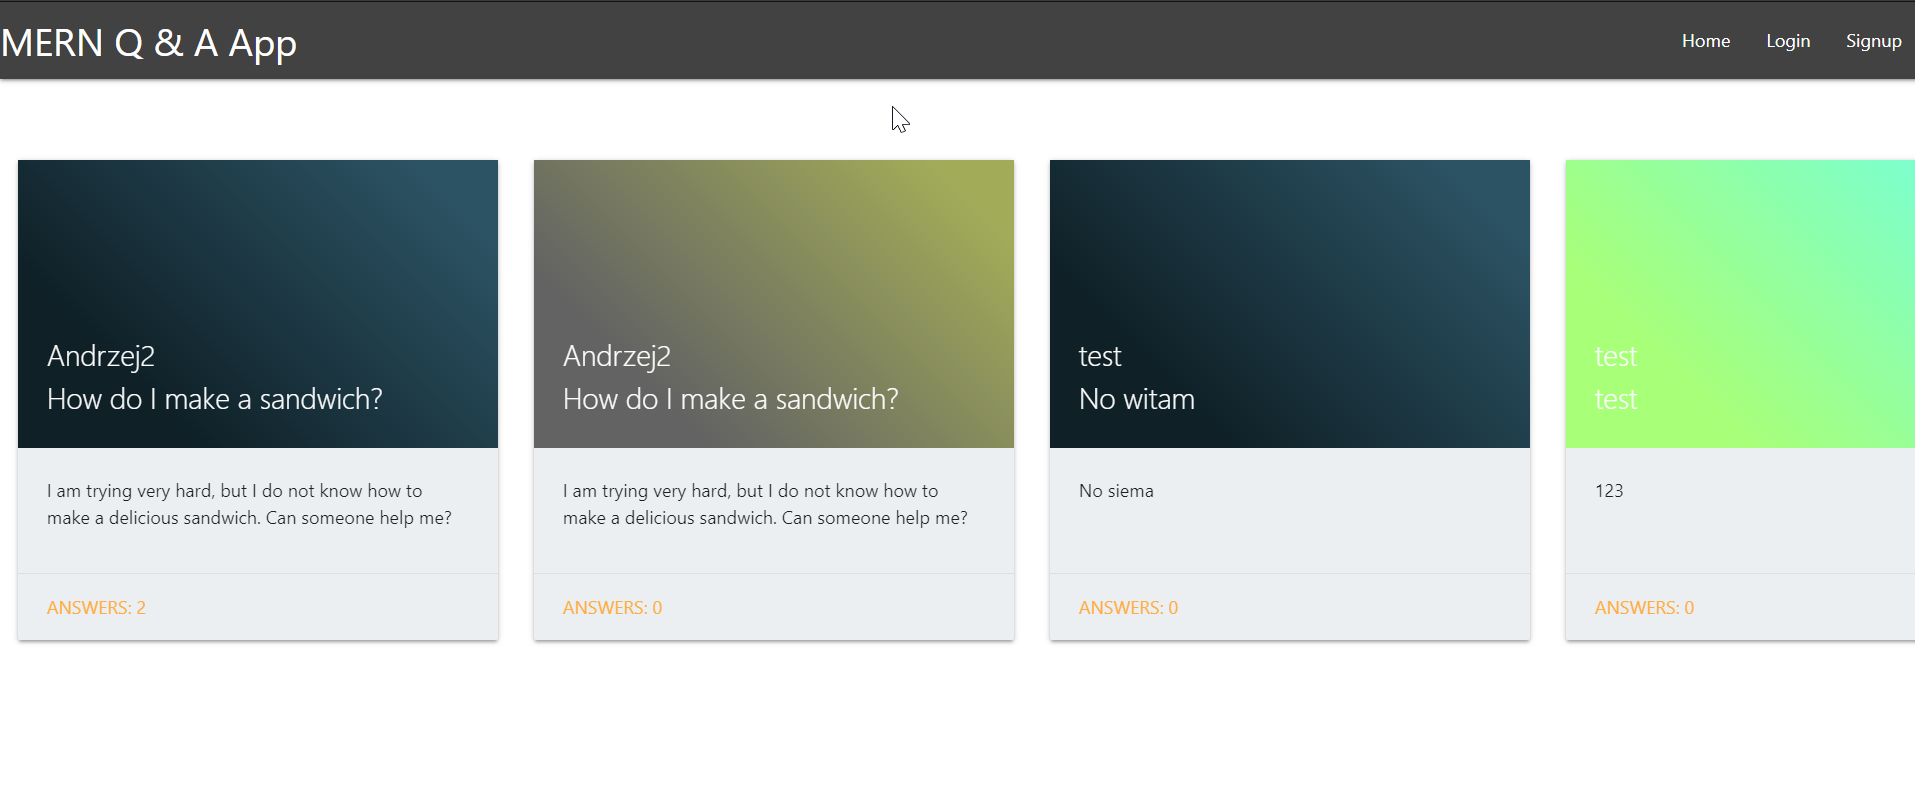 MERN Q & A App
Home
Login
Signup
Andrzej2
How do I make a sandwich?
I am trying very hard, but I do not know how to
make a delicious sandwich. Can someone help me?
ANSWERS: 2
Andrzej2
How do I make a sandwich?
I am trying very hard, but I do not know how to
make a delicious sandwich. Can someone help me?
ANSWERS: 0
test
No witam
No siema
ANSWERS: 0
test
test
123
ANSWERS: 0